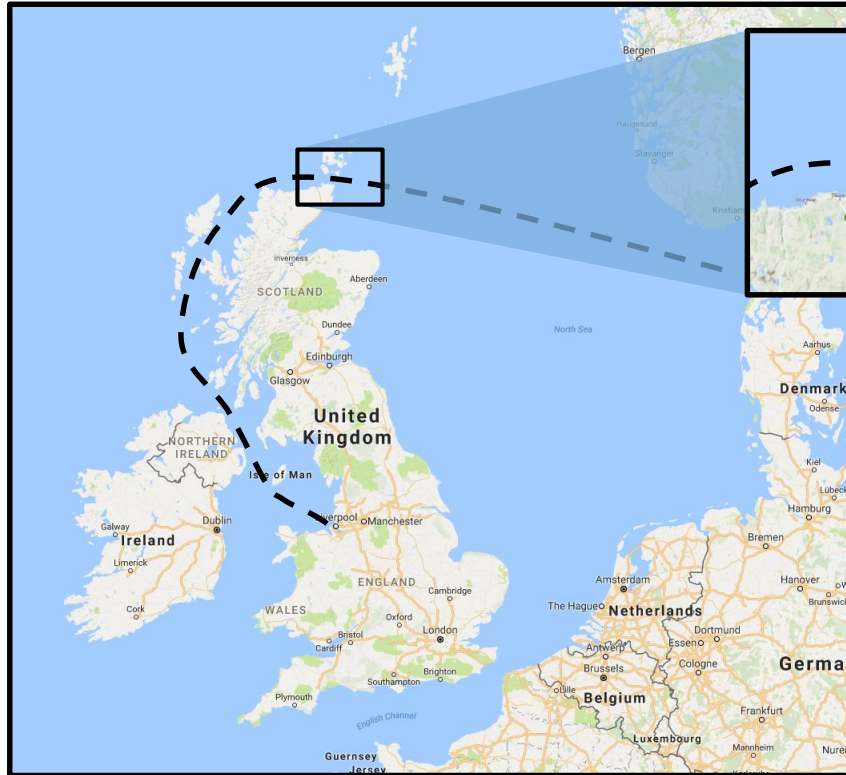 Bergen
Haugesund
Stavanger
Inverness
SCOTLAND
Aberdeen
Dundee
North Sea
Edinburgh
Glasgow
Aarhus
Denmark
Odense
United
Kingdom
NORTHERN
IRELAND
Isle of Man
Kiel
Lübeck
Hamburg
Dublin
Liverpool
Manchester
Galway
Ireland
Bremen
Limerick
ENGLAND
Hanover
Amsterdam
Cambridge
Cork
WALES
The Hague
Netherlands
Oxford
London
Bristol
Cardiff
Dortmund
Essen
Antwerp
Cologne
Brussels
Brighton
Southampton
Lille
Belgium
Plymouth
English Channel
Frankfurt
Luxembourg
Mannheim
Guernsey
Jersey